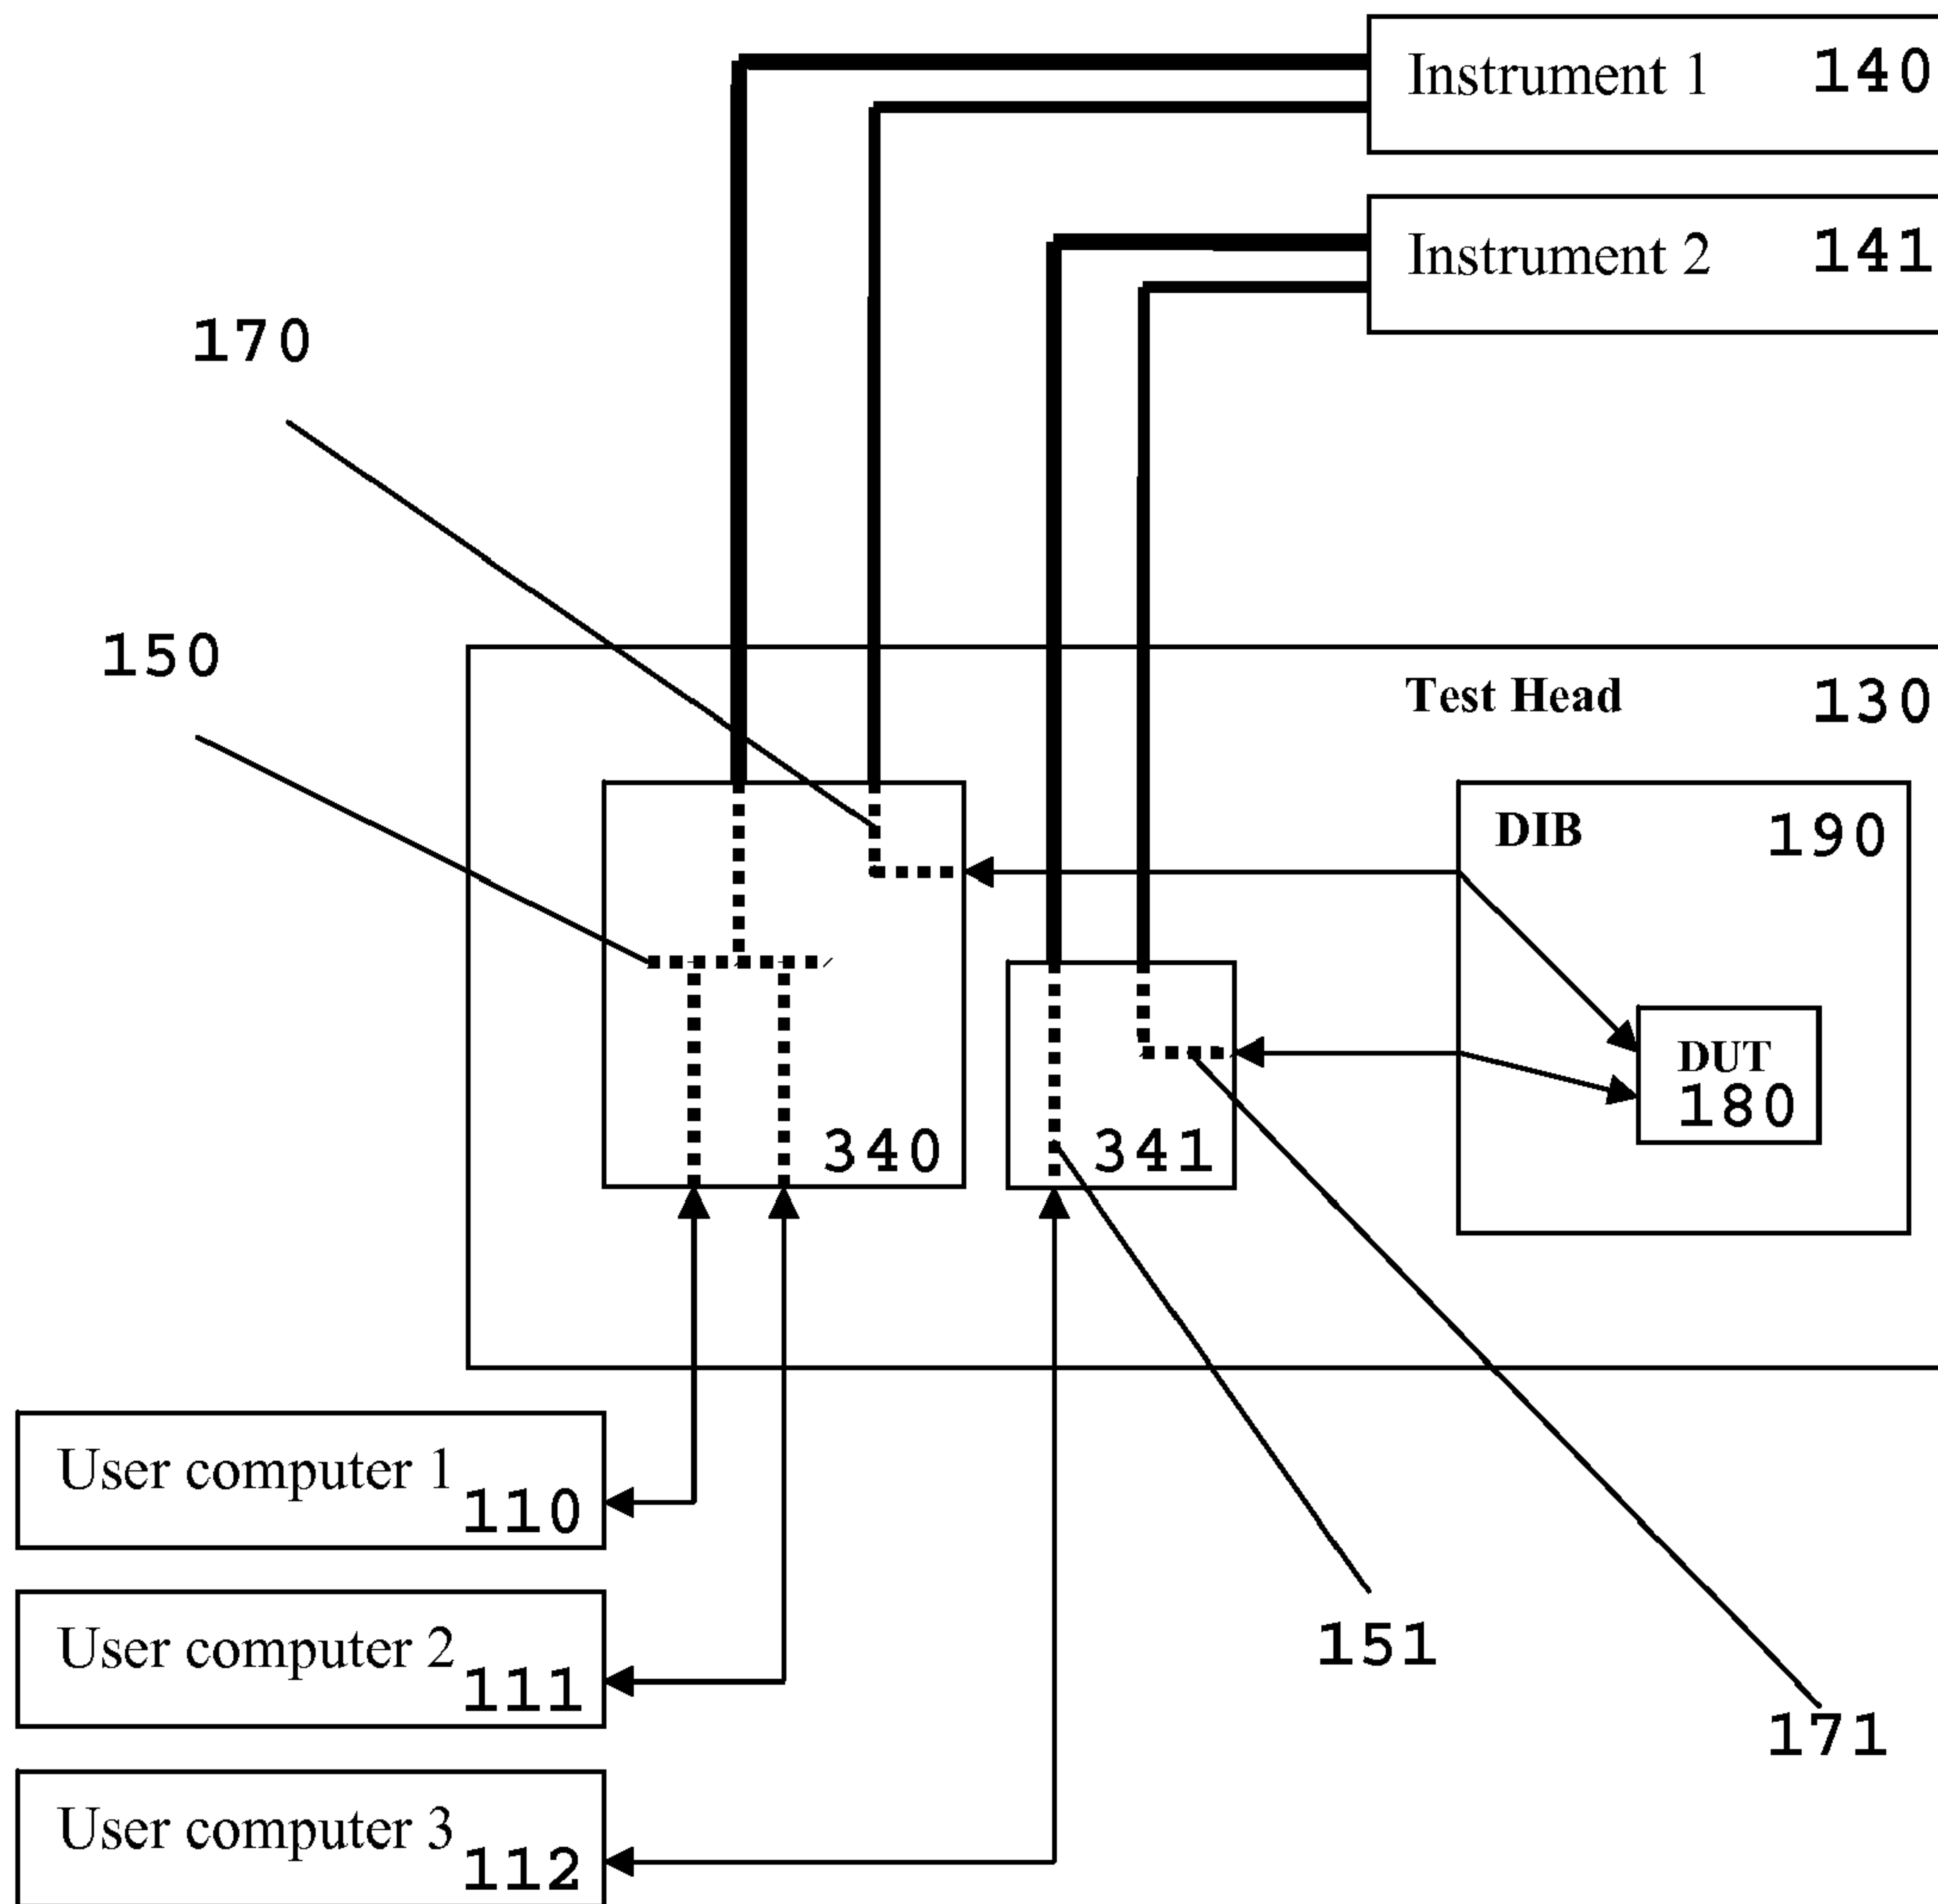 Instrument 1 140
Instrument 2 141
170
150
Test Head 130
DIB 190
DUT
180
340
341
User computer 1
110
User computer 2
111
151
171
User computer 3
112